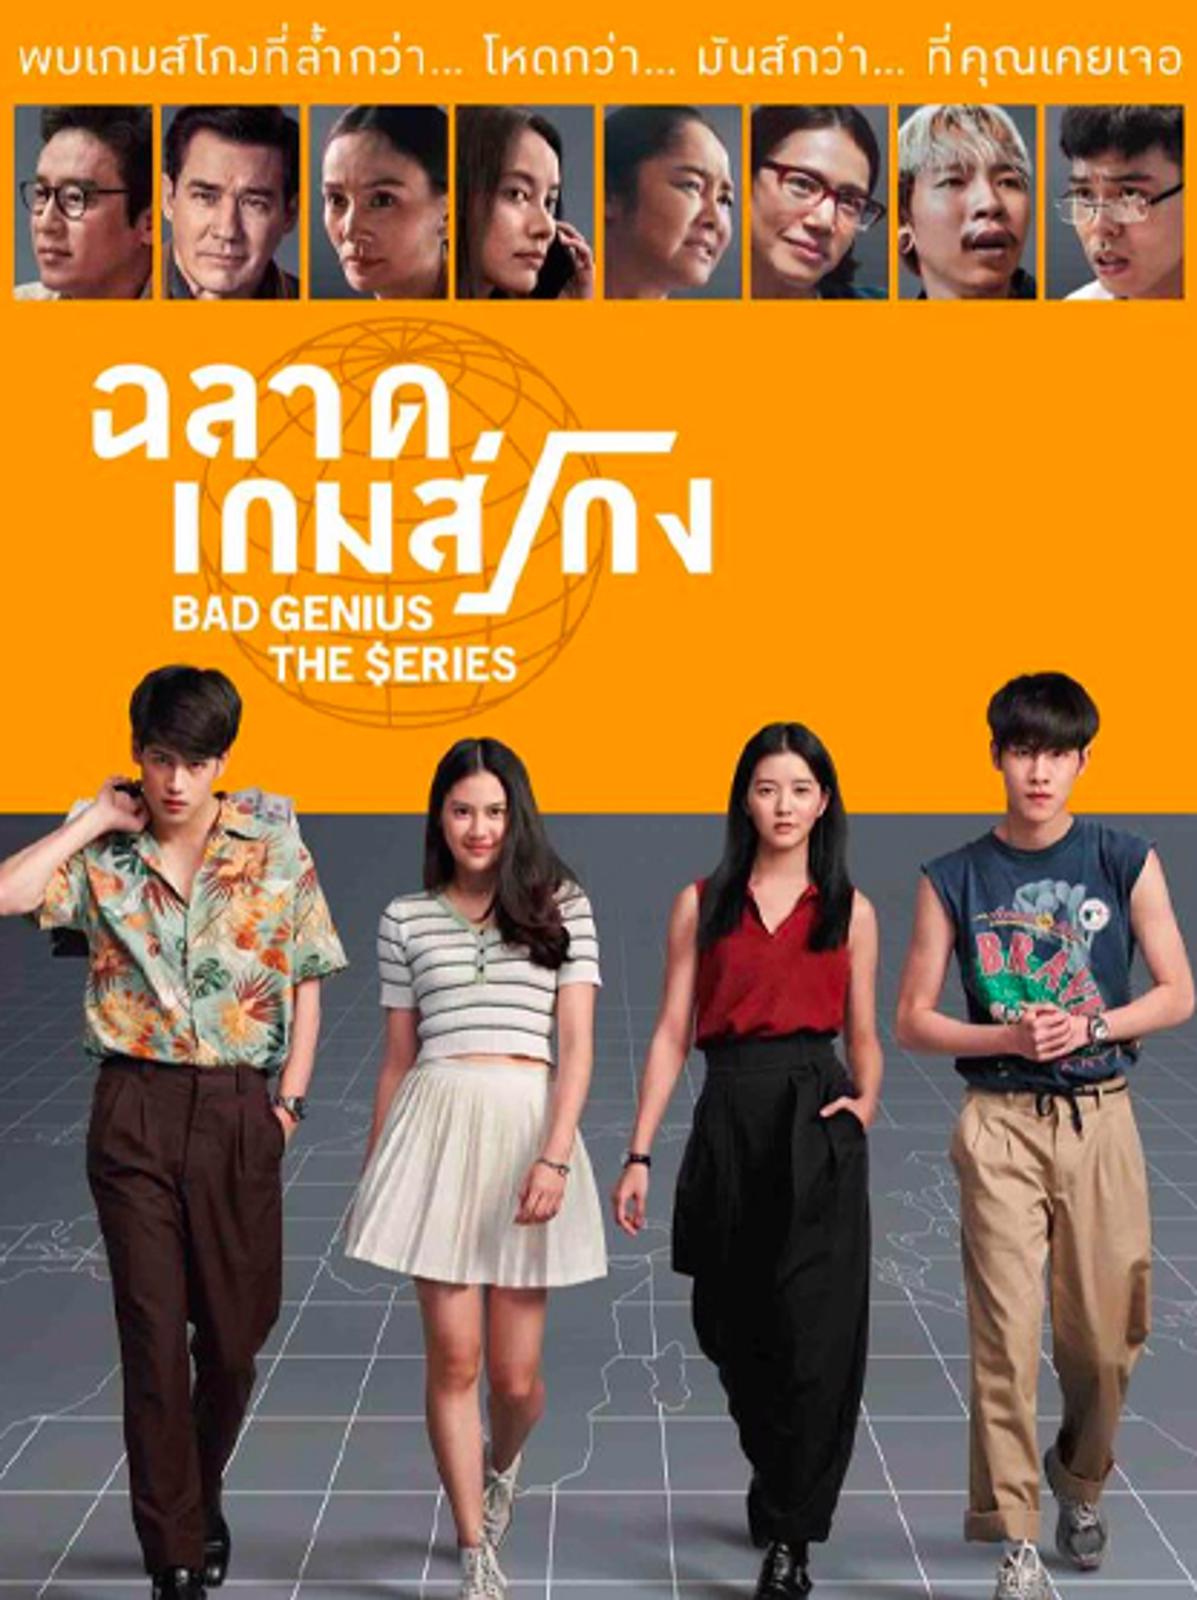 พบเกมส์โกงที่ล้ำกว่า... โหดกว่า... มันส์กว่า... ที่คุณเคยเจอ
ฉลาด
เกมส์โกง
BAD GENIUS
THE $ERIES
BRAV